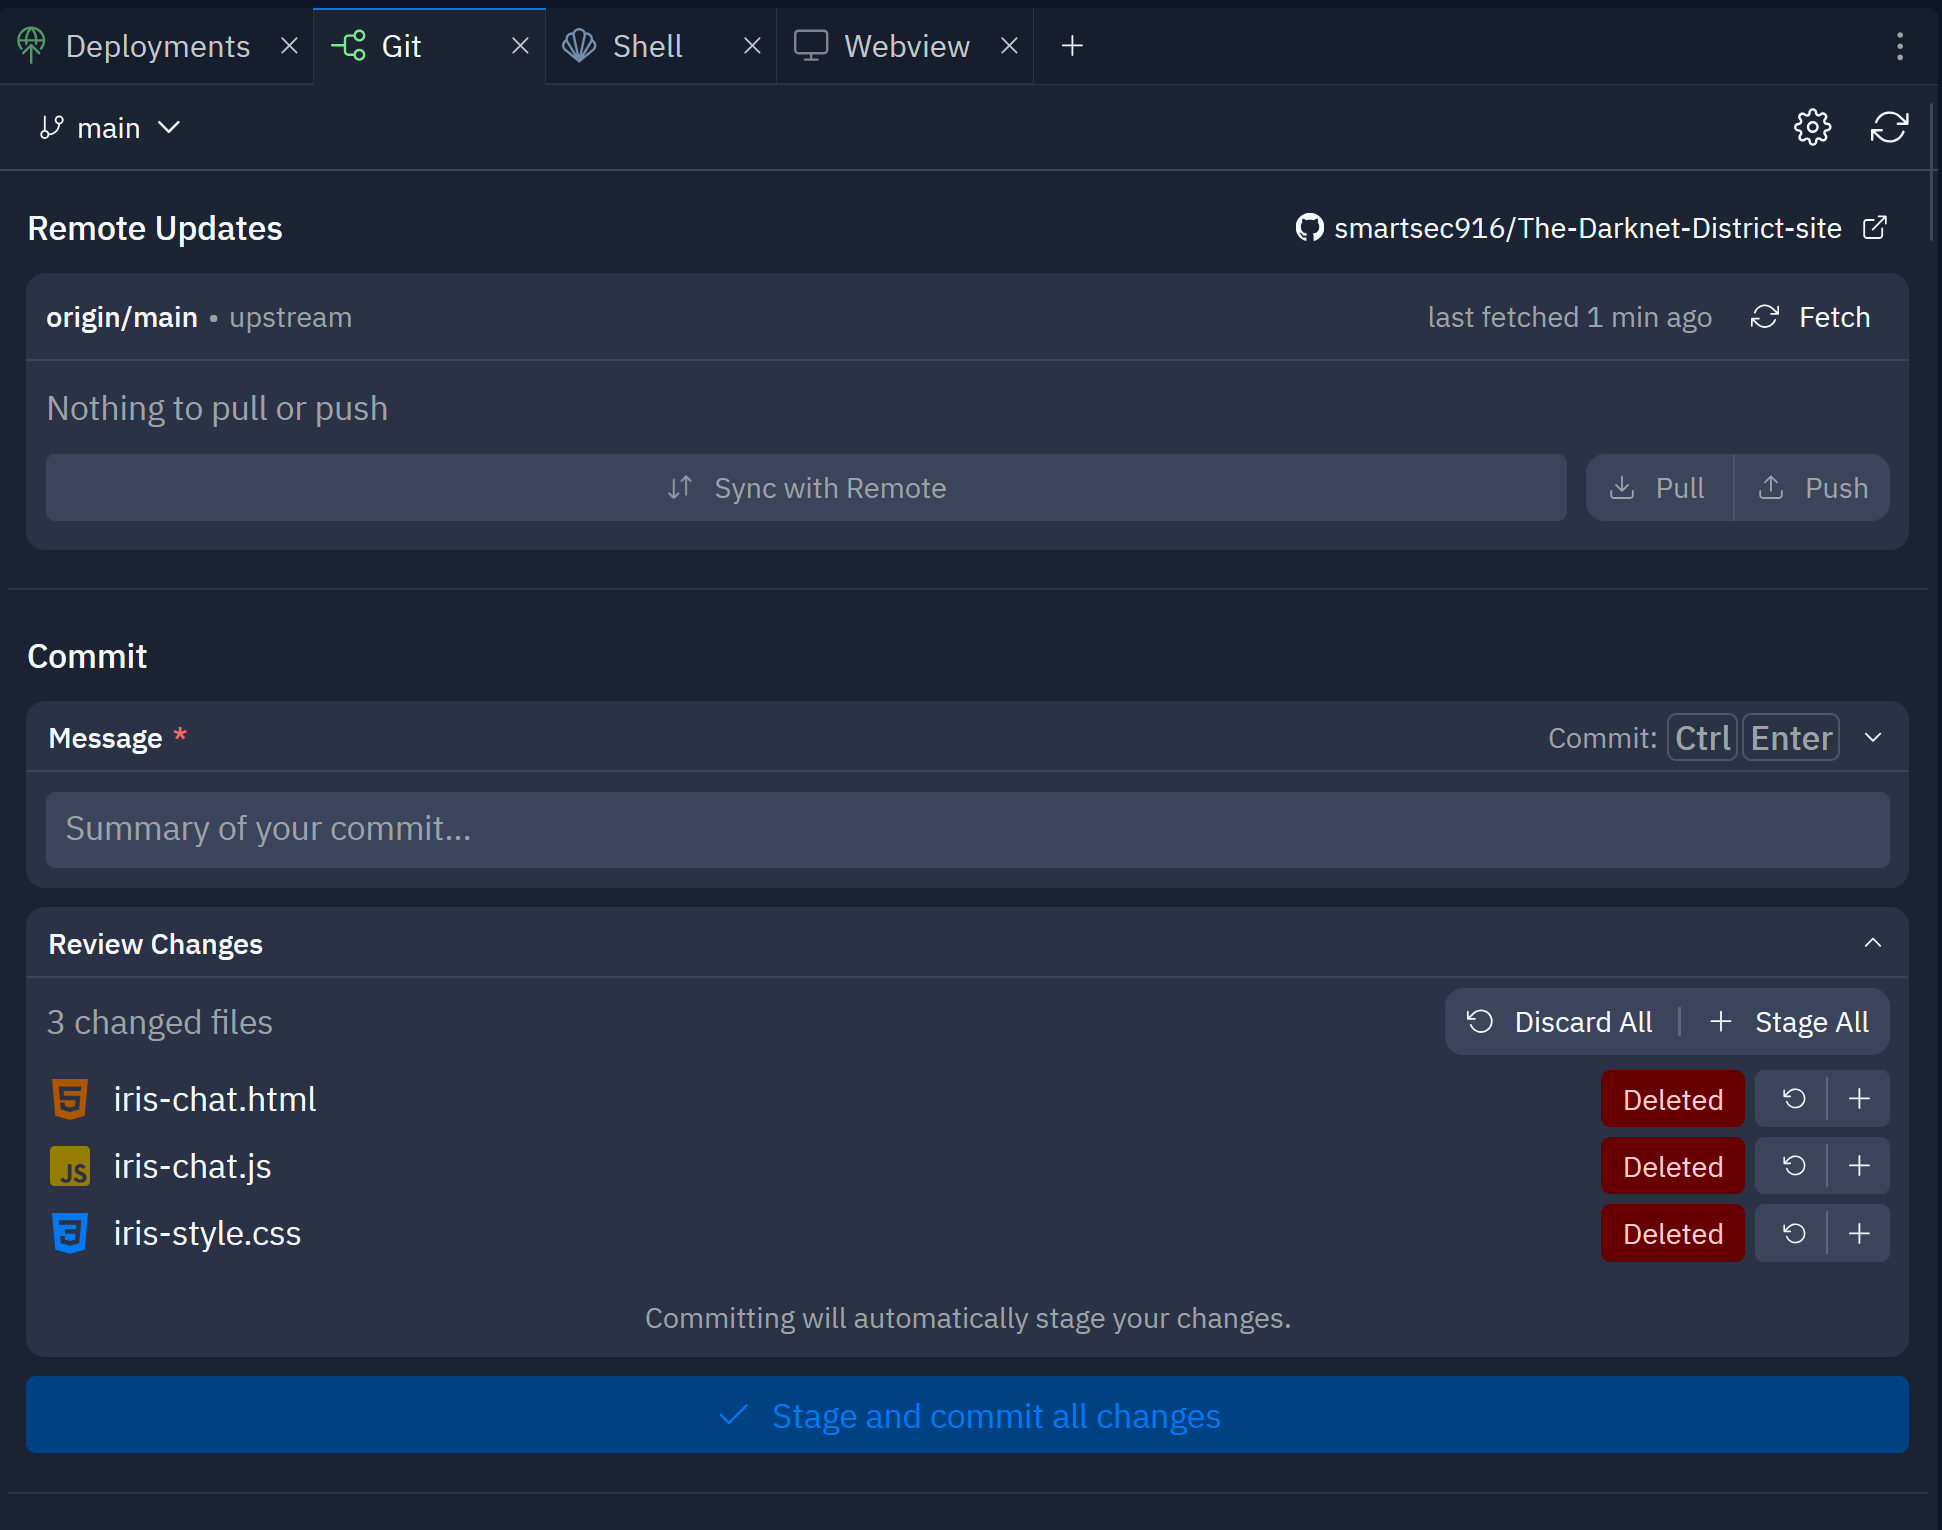 Deployments Git Shell Webview
main
Remote Updates smartsec916/The-Darknet-District-site
origin/main • upstream last fetched 1 min ago Fetch
Nothing to pull or push
Sync with Remote Pull Push
Commit
Message * Commit: Ctrl Enter
Summary of your commit...
Review Changes
3 changed files Discard All Stage All
iris-chat.html Deleted
JS iris-chat.js Deleted
iris-style.css Deleted
Committing will automatically stage your changes.
Stage and commit all changes